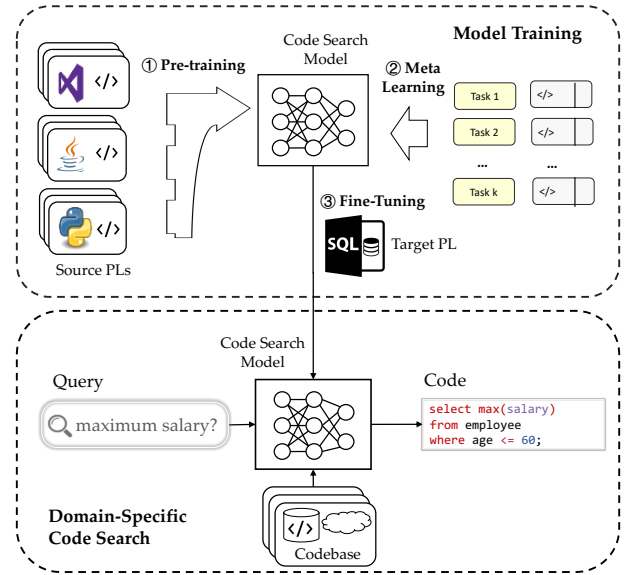 Model Training
Code Search
Model
① Pre-training
② Meta
Learning
</>
</>
</>
Source PLs
Task 1
</>
Task 2
</>
...
...
Task k
</>
③ Fine-Tuning
SQL
Target PL
Code Search
Model
Query
maximum salary?
Code
select max(salary)
from employee
where age <= 60;
</>
Codebase
Domain-Specific
Code Search